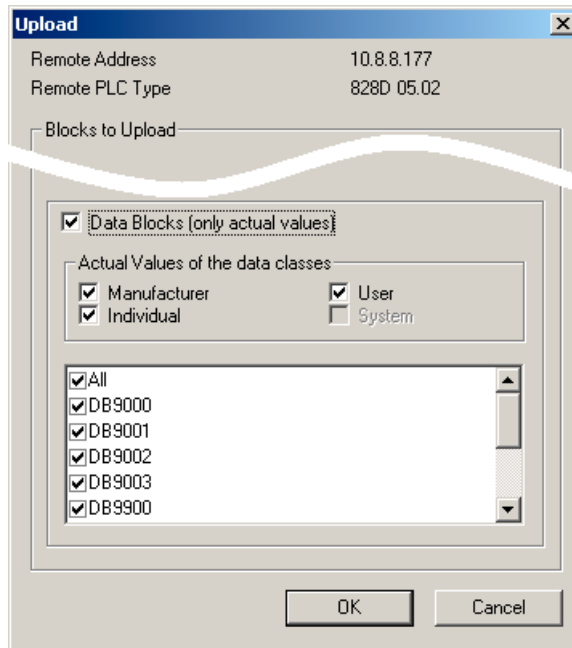 Upload
Remote Address 10.8.8.177
Remote PLC Type 828D 05.02
Blocks to Upload
Data Blocks (only actual values)
Actual Values of the data classes
Manufacturer User
Individual System
All
DB9000
DB9001
DB9002
DB9003
DB9900
OK Cancel